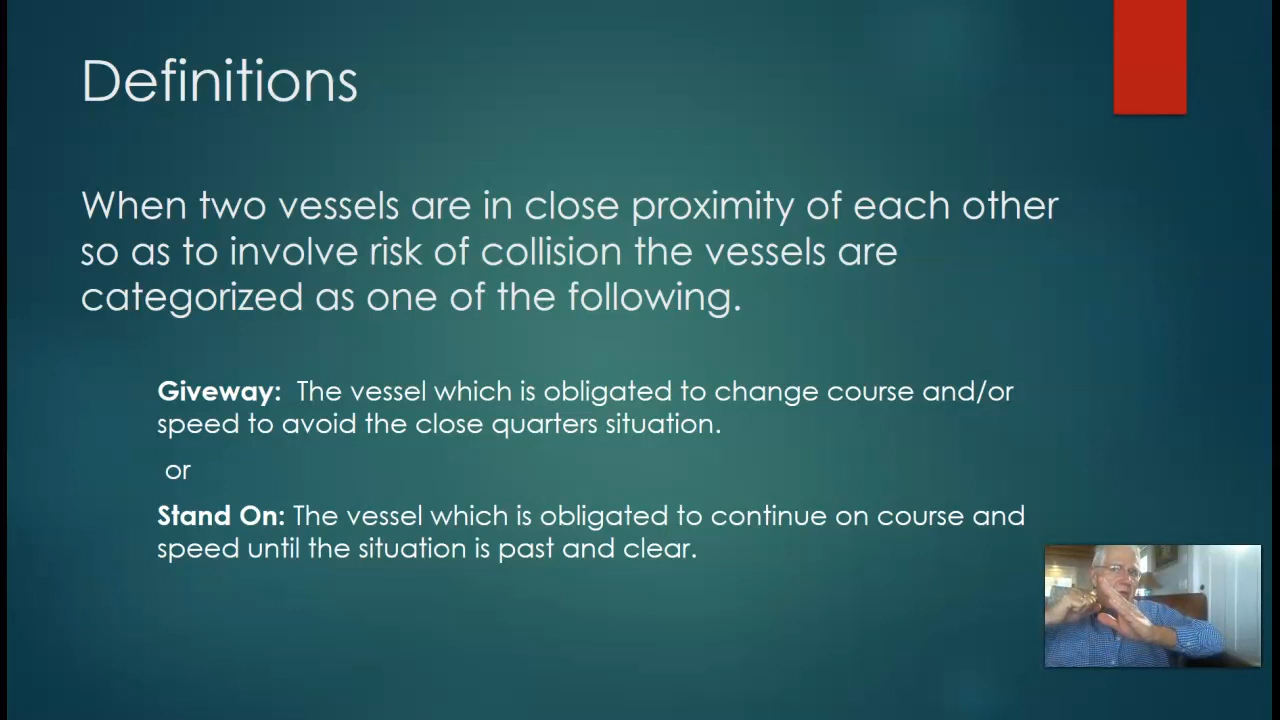 Definitions
When two vessels are in close proximity of each other
so as to involve risk of collision the vessels are
categorized as one of the following.
Giveway: The vessel which is obligated to change course and/or
speed to avoid the close quarters situation.
or
Stand On: The vessel which is obligated to continue on course and
speed until the situation is past and clear.